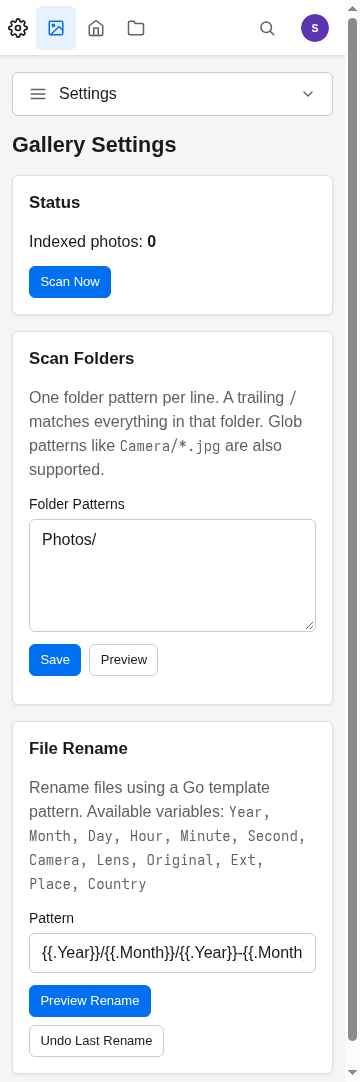 S
Settings
Gallery Settings
Status
Indexed photos: 0
Scan Now
Scan Folders
One folder pattern per line. A trailing /
matches everything in that folder. Glob
patterns like Camera/*.jpg are also
supported.
Folder Patterns
Photos/
Save Preview
File Rename
Rename files using a Go template
pattern. Available variables: Year,
Month, Day, Hour, Minute, Second,
Camera, Lens, Original, Ext,
Place, Country
Pattern
{{.Year}}/{{.Month}}/{{.Year}}-{{.Month
Preview Rename
Undo Last Rename